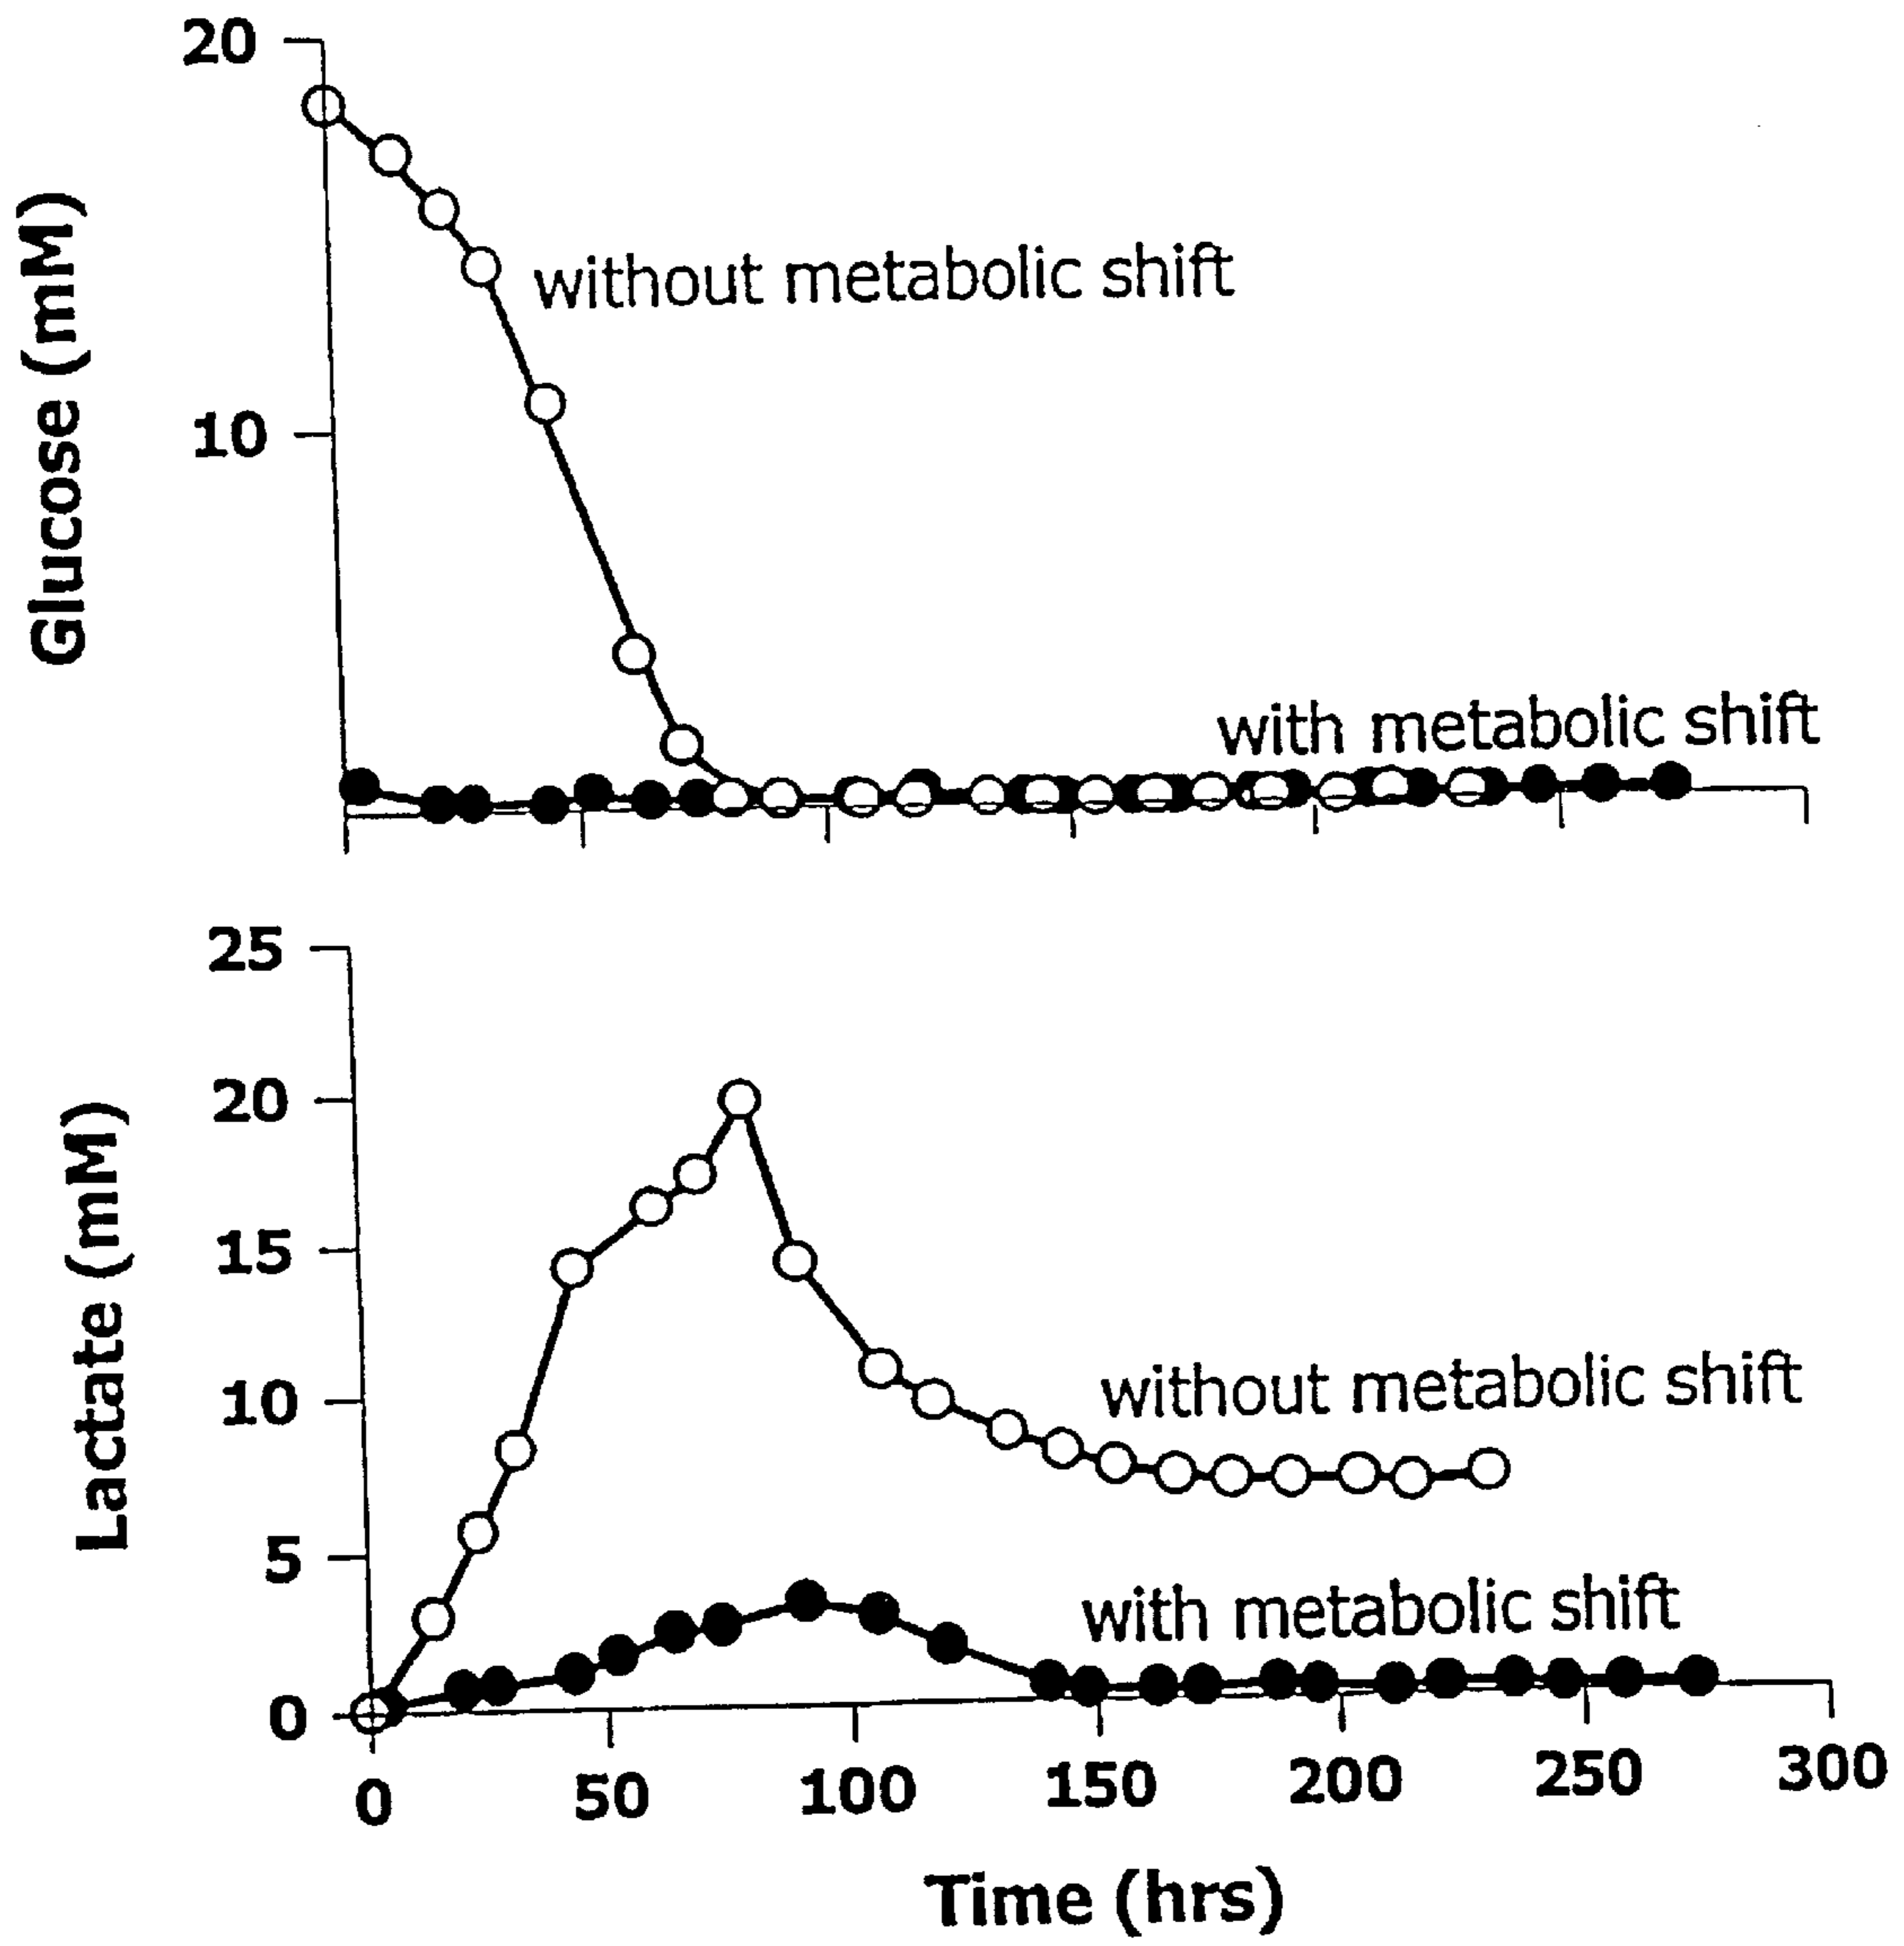 20
10
Glucose (mM)
without metabolic shift
with metabolic shift
25
20
15
10
5
0
Lactate (mM)
without metabolic shift
with metabolic shift
0 50 100 150 200 250 300
Time (hrs)